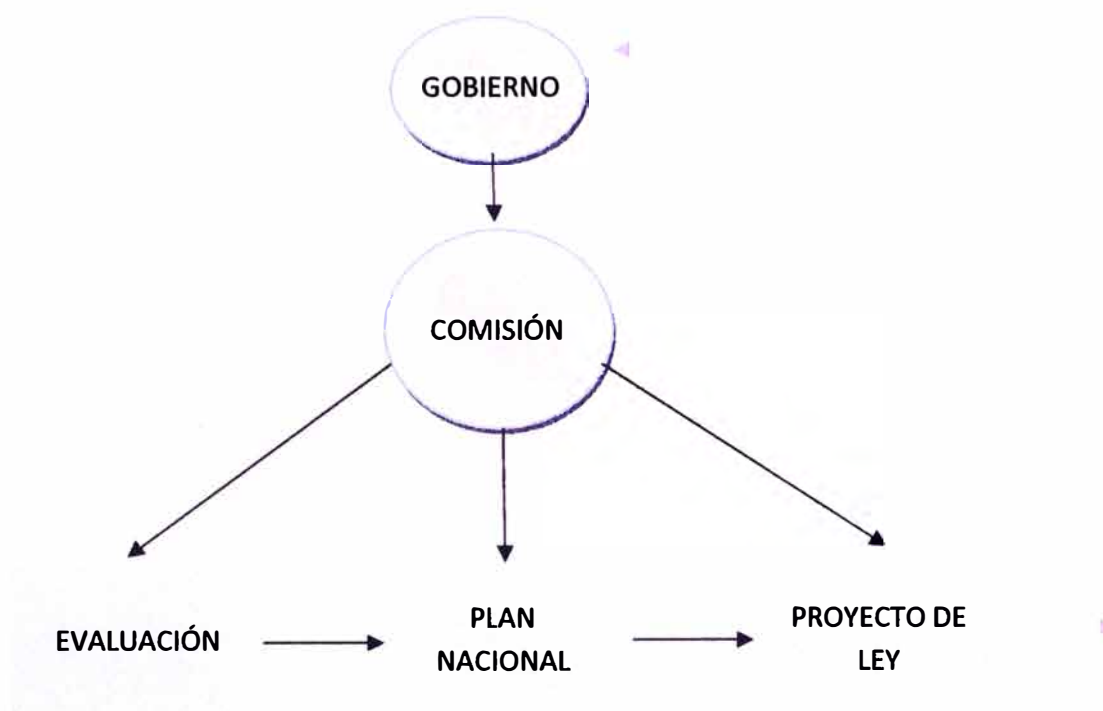 GOBIERNO
COMISIÓN
EVALUACIÓN
PLAN
NACIONAL
PROYECTO DE
LEY